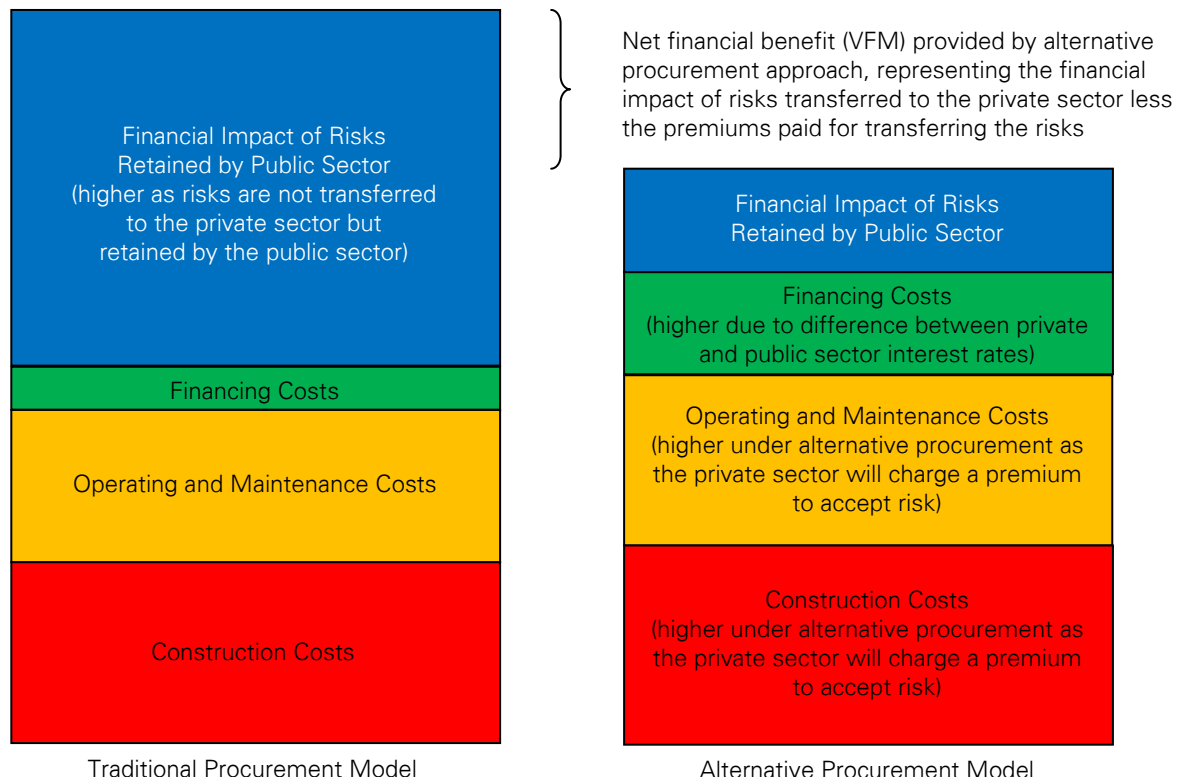 Financial Impact of Risks
Retained by Public Sector
(higher as risks are not transferred
to the private sector but
retained by the public sector)
Financing Costs
Operating and Maintenance Costs
Construction Costs
Traditional Procurement Model
Net financial benefit (VFM) provided by alternative
procurement approach, representing the financial
impact of risks transferred to the private sector less
the premiums paid for transferring the risks
Financial Impact of Risks
Retained by Public Sector
Financing Costs
(higher due to difference between private
and public sector interest rates)
Operating and Maintenance Costs
(higher under alternative procurement as
the private sector will charge a premium
to accept risk)
Construction Costs
(higher under alternative procurement as
the private sector will charge a premium
to accept risk)
Alternative Procurement Model